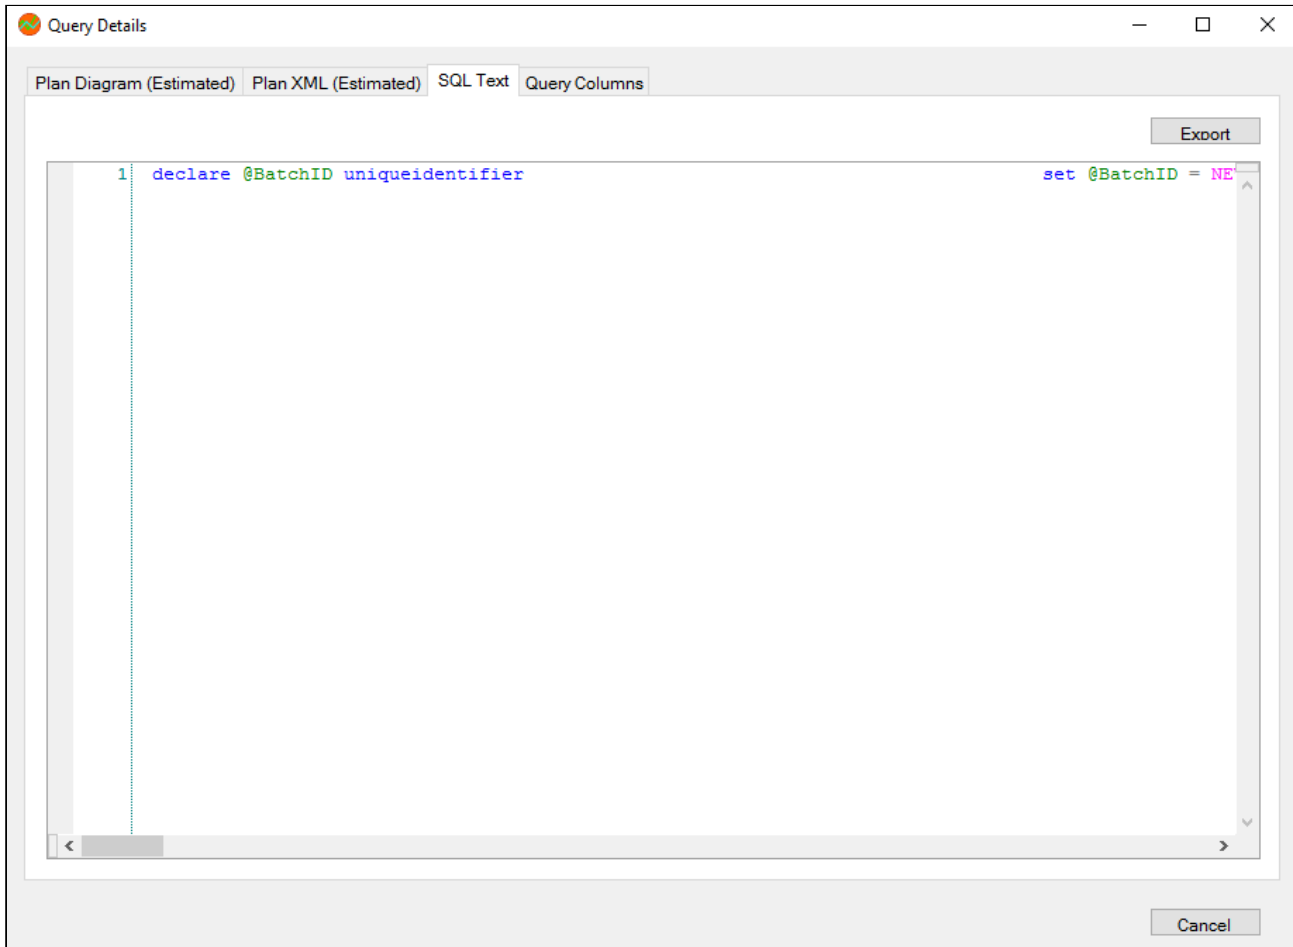 Query Details
Plan Diagram (Estimated) Plan XML (Estimated) SQL Text Query Columns
Export
1 declare @BatchID uniqueidentifier set @BatchID = NE
Cancel